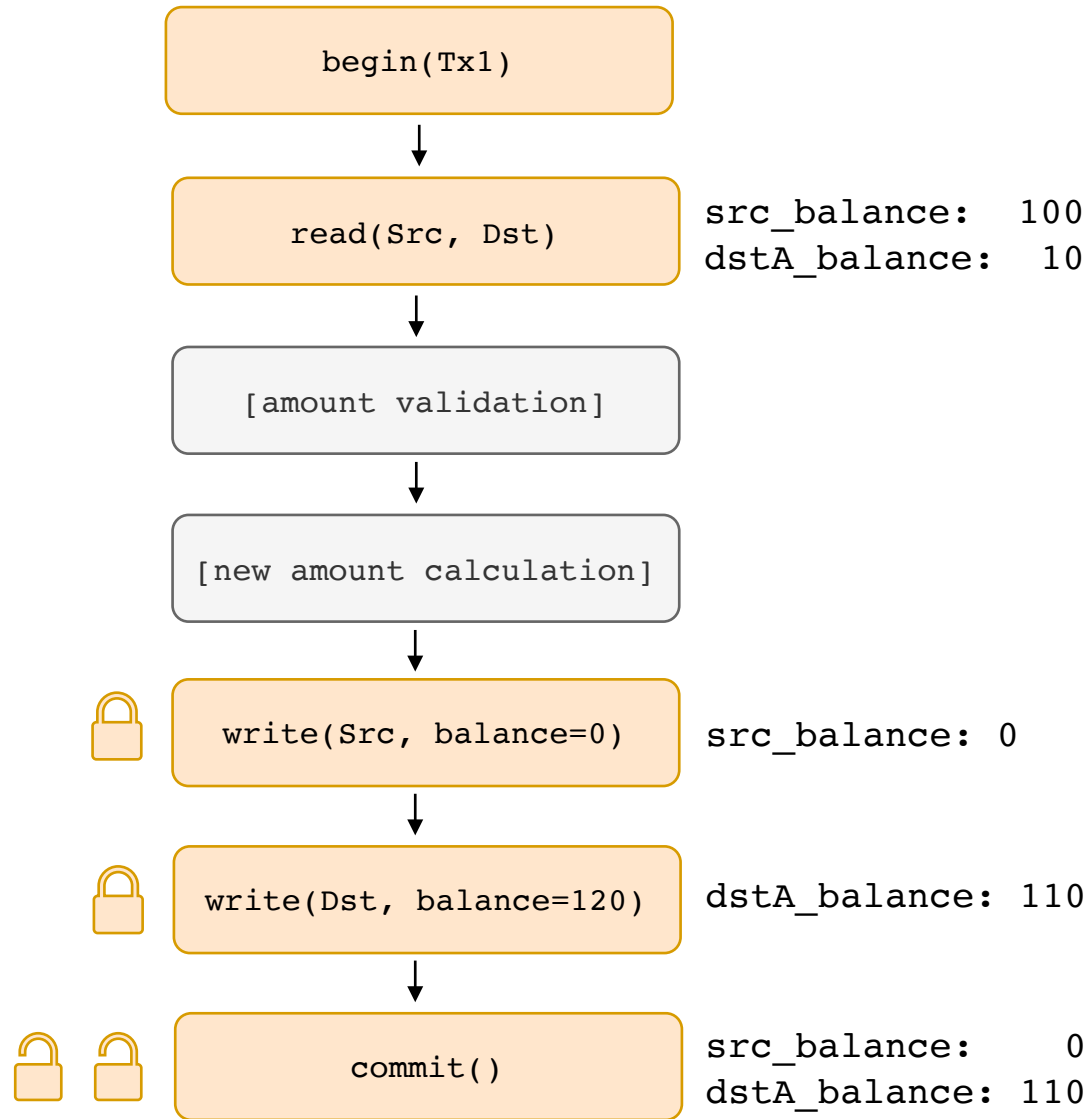 begin(Tx1)
read(Src, Dst)
src_balance: 100
dstA_balance: 10
[amount validation]
[new amount calculation]
write(Src, balance=0)
src_balance: 0
write(Dst, balance=120)
dstA_balance: 110
commit()
src_balance: 0
dstA_balance: 110